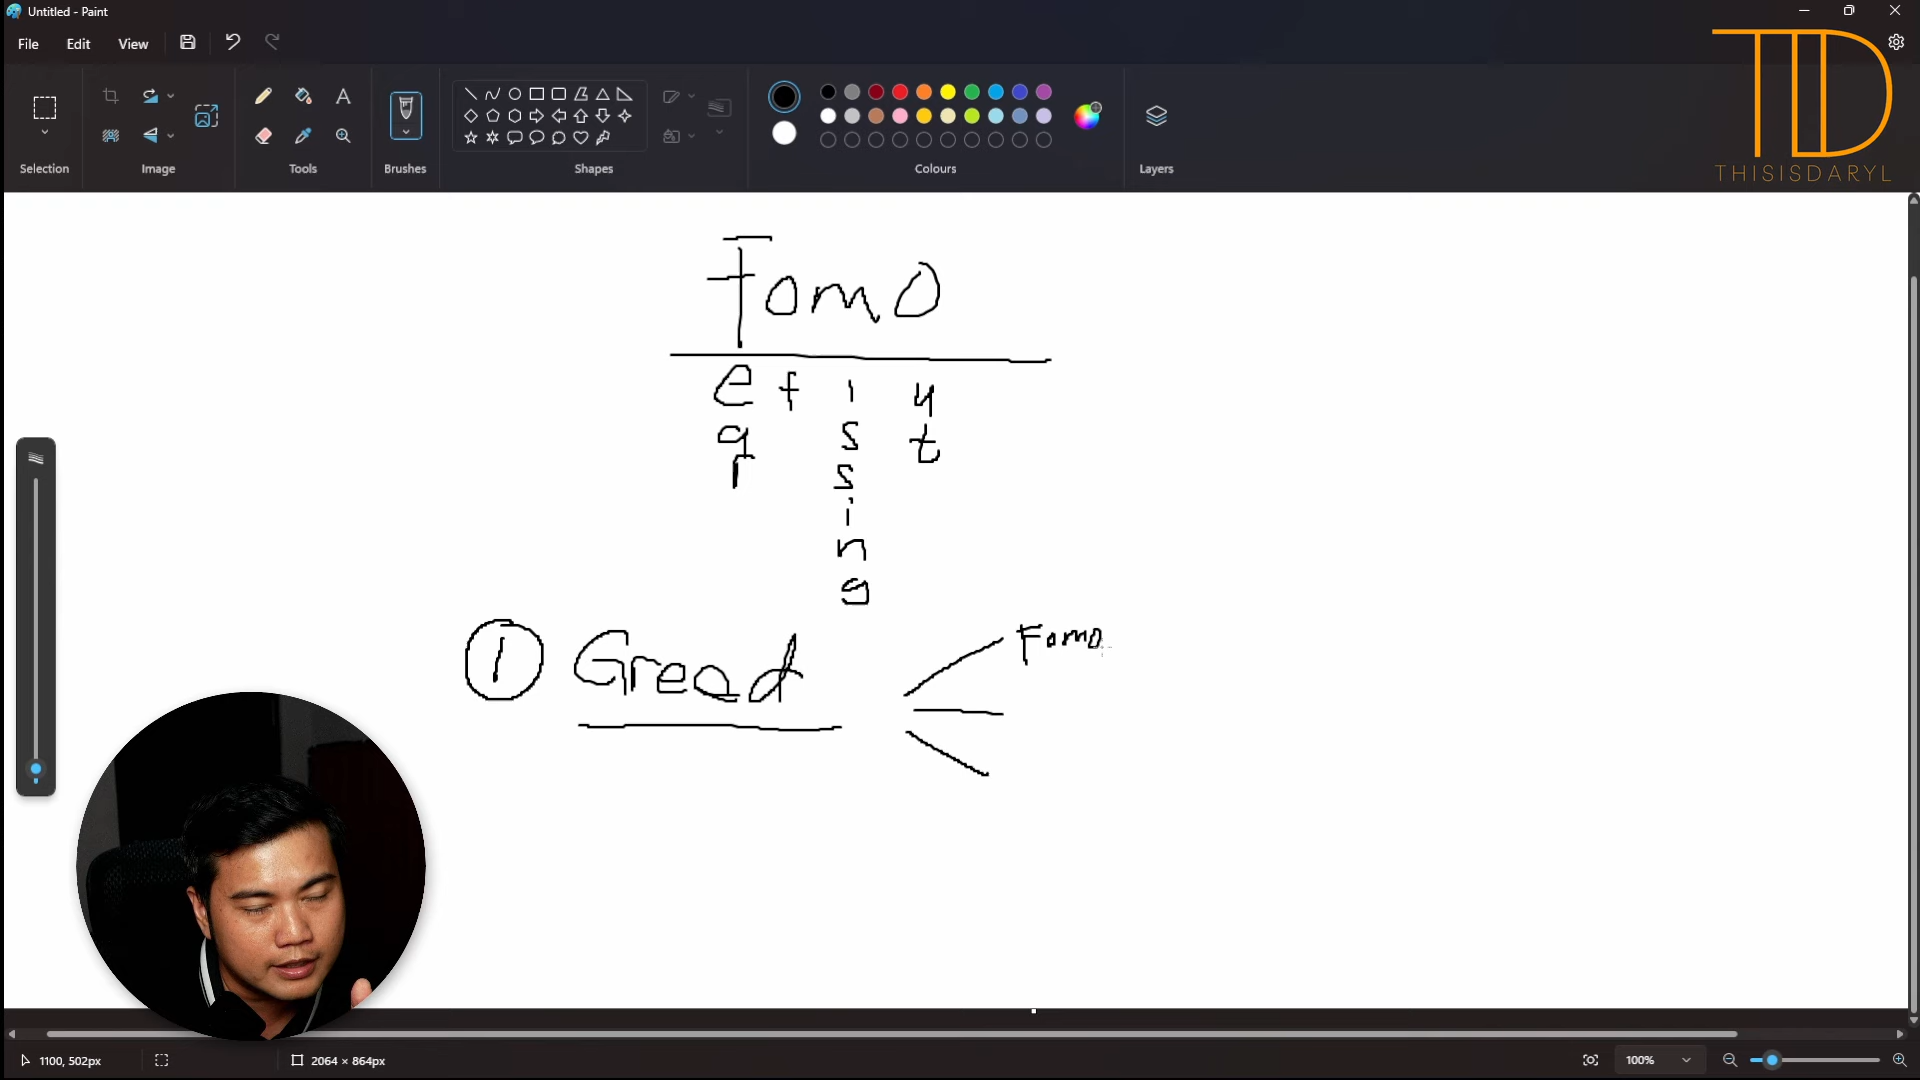 Untitled - Paint
File Edit View
Selection Image Tools Brushes Shapes Colours Layers
THISISDARYL
FomO
e f i u
a s t
r s
i
n
g
1 Greed
Fomo
1100, 502px
2064 × 864px
100%